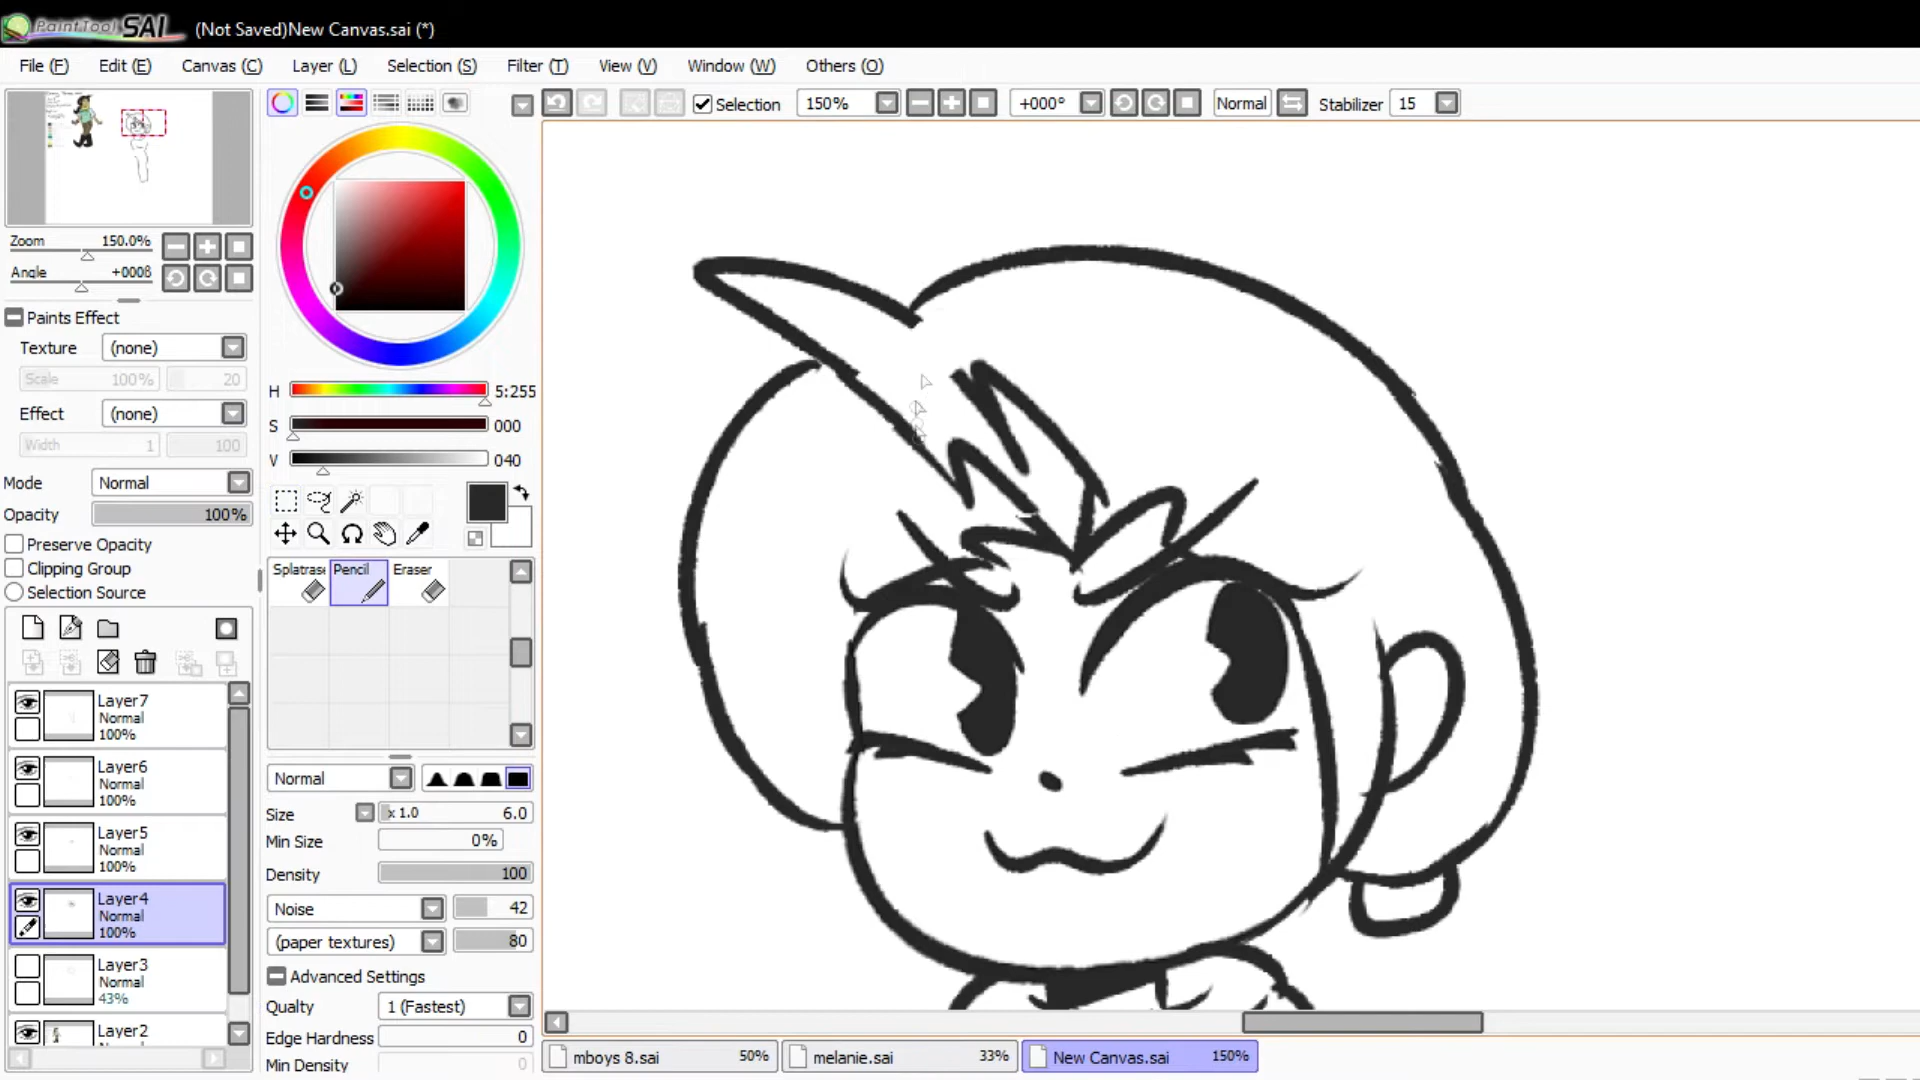 PaintTool SAI (Not Saved)New Canvas.sai (*)
File (F) Edit (E) Canvas (C) Layer (L) Selection (S) Filter (T) View (V) Window (W) Others (O)
Selection 150% +000° Normal Stabilizer 15
Zoom 150.0%
Angle +000ß
Paints Effect
Texture (none)
Scale 100% 20
Effect (none)
Width 1 100
Mode Normal
Opacity 100%
Preserve Opacity
Clipping Group
Selection Source
Layer7
Normal
100%
Layer6
Normal
100%
Layer5
Normal
100%
Layer4
Normal
100%
Layer3
Normal
43%
Layer2
H 5:255
S 000
V 040
Splatrase Pencil Eraser
Normal
Size x 1.0 6.0
Min Size 0%
Density 100
Noise 42
(paper textures) 80
Advanced Settings
Qualty 1 (Fastest)
Edge Hardness 0
Min Density 0
mboys 8.sai 50% melanie.sai 33% New Canvas.sai 150%